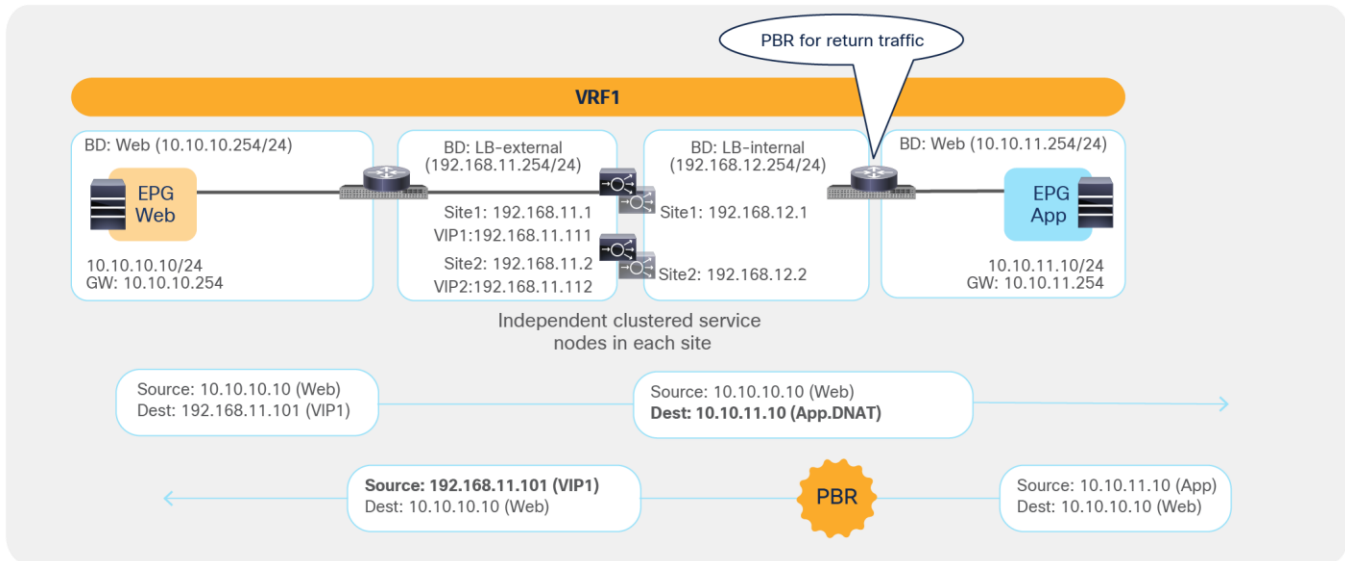 PBR for return traffic
VRF1
BD: Web (10.10.10.254/24)
EPG
Web
10.10.10.10/24
GW: 10.10.10.254
BD: LB-external
(192.168.11.254/24)
Site1: 192.168.11.1
VIP1:192.168.11.111
Site2: 192.168.11.2
VIP2:192.168.11.112
BD: LB-internal
(192.168.12.254/24)
Site1: 192.168.12.1
Site2: 192.168.12.2
BD: Web (10.10.11.254/24)
EPG
App
10.10.11.10/24
GW: 10.10.11.254
Independent clustered service
nodes in each site
Source: 10.10.10.10 (Web)
Dest: 192.168.11.101 (VIP1)
Source: 10.10.10.10 (Web)
Dest: 10.10.11.10 (App.DNAT)
Source: 192.168.11.101 (VIP1)
Dest: 10.10.10.10 (Web)
PBR
Source: 10.10.11.10 (App)
Dest: 10.10.10.10 (Web)